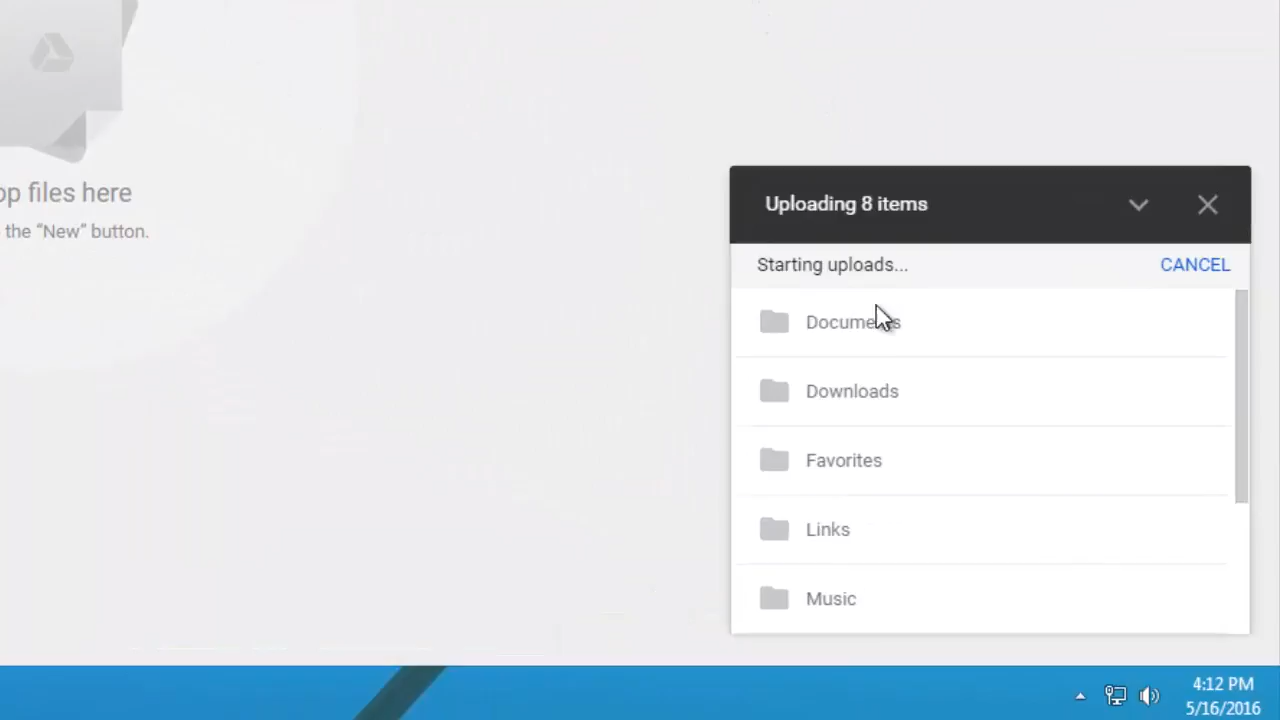 op files here
the “New” button.
Uploading 8 items
Starting uploads...
CANCEL
Documents
Downloads
Favorites
Links
Music
4:12 PM
5/16/2016